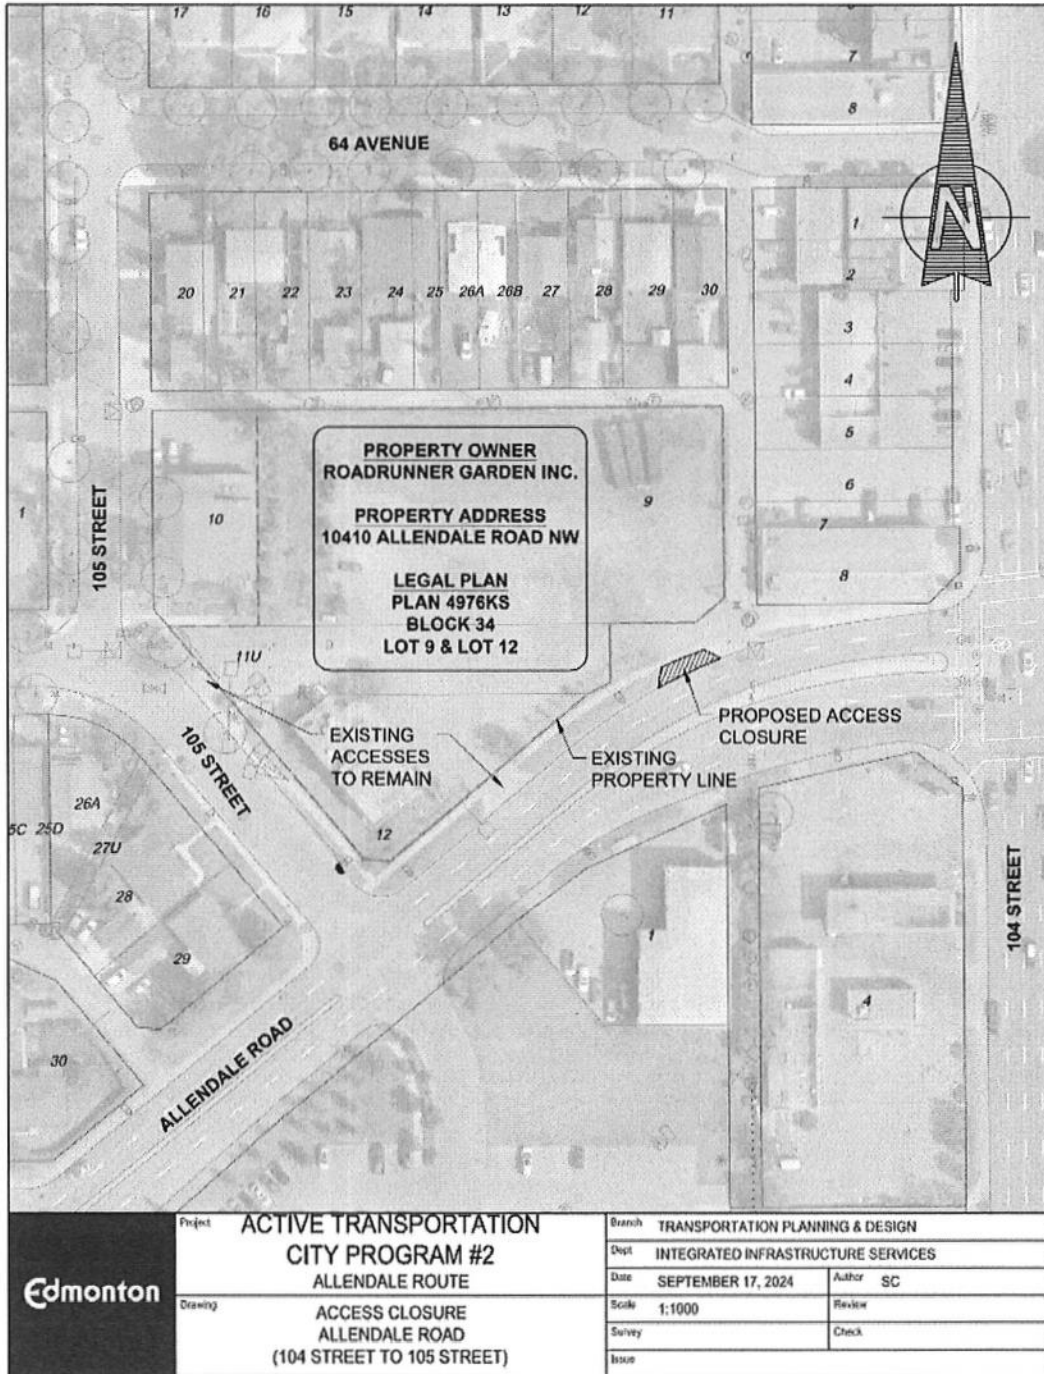 17 16 15 14 13 12 11
7
8
64 AVENUE
N
1
2
20 21 22 23 24 25 26A 26B 27 28 29 30
3
4
5
6
7
8
PROPERTY OWNER
ROADRUNNER GARDEN INC.
PROPERTY ADDRESS
10410 ALLENDALE ROAD NW
LEGAL PLAN
PLAN 4976KS
BLOCK 34
LOT 9 & LOT 12
1
105 STREET
10
9
11U
105 STREET
EXISTING
ACCESSES
TO REMAIN
EXISTING
PROPERTY LINE
PROPOSED ACCESS
CLOSURE
12
26A
5C 25D
27U
28
29
30
1
4
104 STREET
ALLENDALE ROAD
Edmonton
Project
ACTIVE TRANSPORTATION
CITY PROGRAM #2
ALLENDALE ROUTE
Drawing
ACCESS CLOSURE
ALLENDALE ROAD
(104 STREET TO 105 STREET)
Branch TRANSPORTATION PLANNING & DESIGN
Dept INTEGRATED INFRASTRUCTURE SERVICES
Date SEPTEMBER 17, 2024 Author SC
Scale 1:1000 Review
Survey Check
Issue